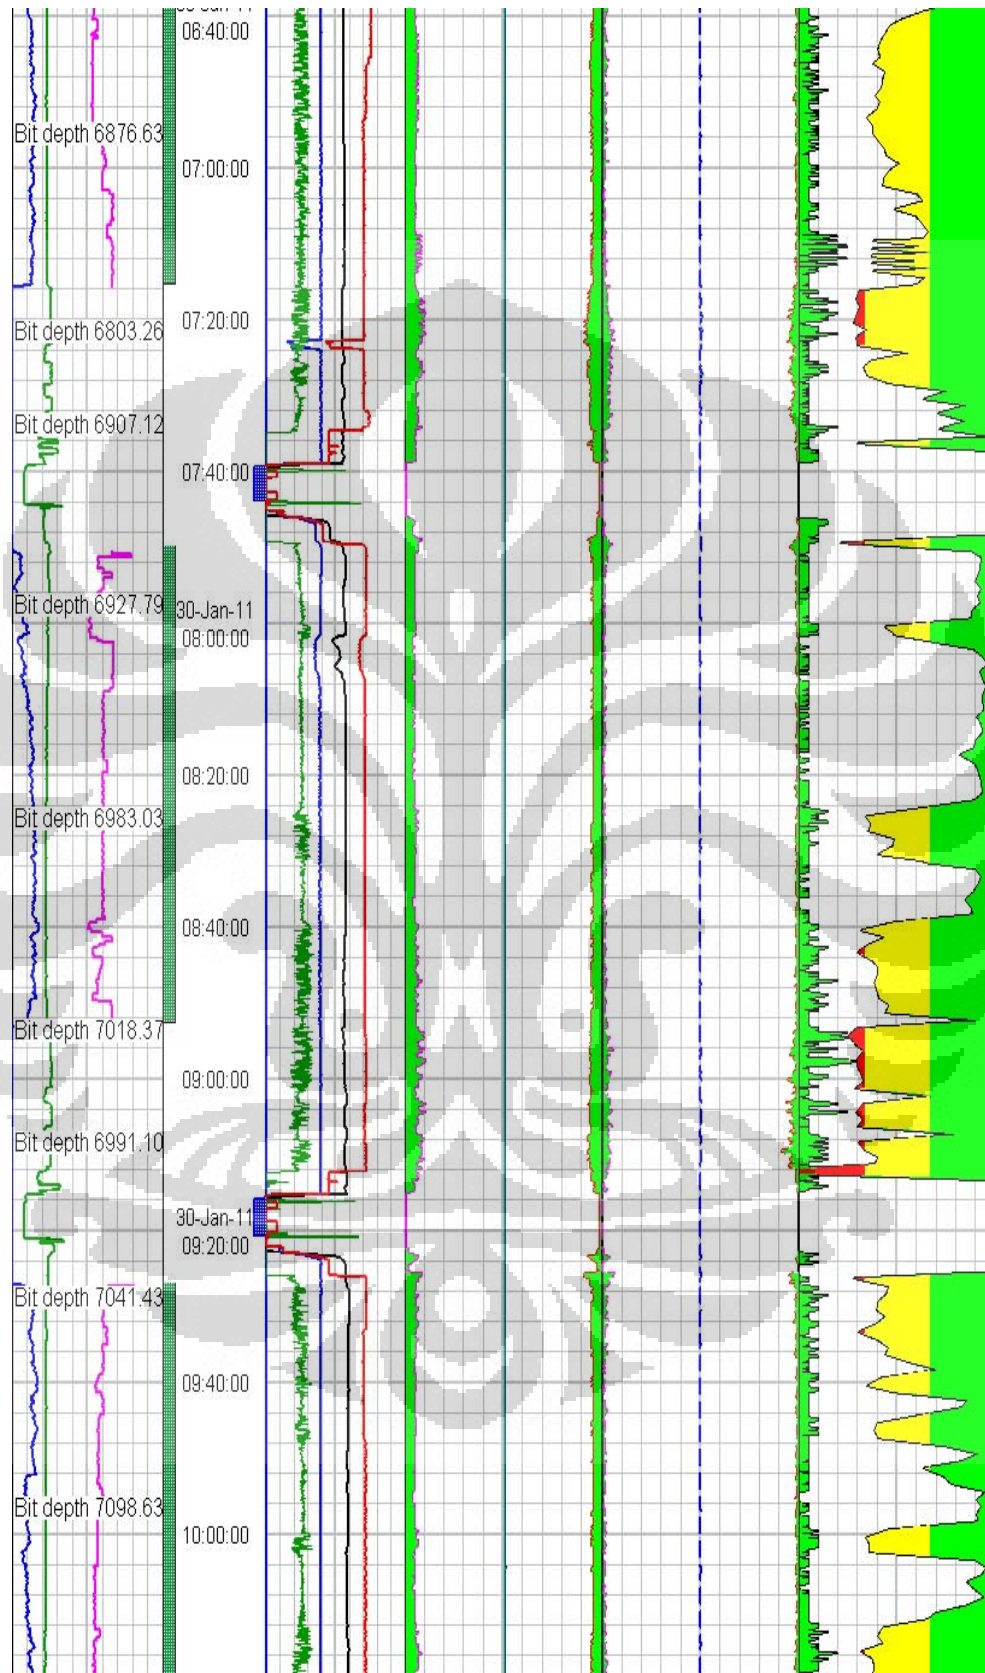 06:40:00
Bit depth 6876.63
07:00:00
07:20:00
Bit depth 6803.26
Bit depth 6907.12
07:40:00
Bit depth 6927.79
30-Jan-11
08:00:00
08:20:00
Bit depth 6983.03
08:40:00
Bit depth 7018.37
09:00:00
Bit depth 6991.10
30-Jan-11
09:20:00
Bit depth 7041.43
09:40:00
Bit depth 7098.63
10:00:00